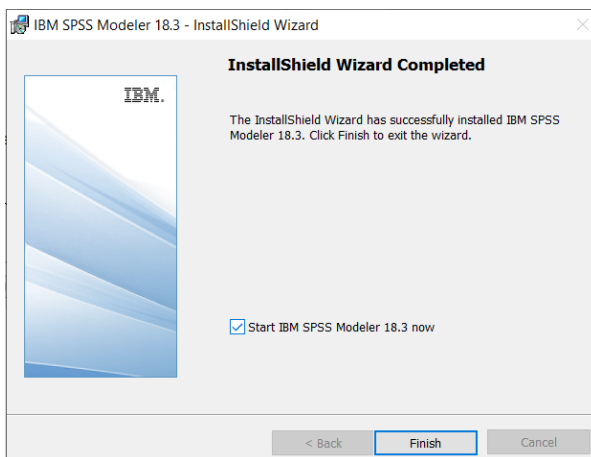 IBM SPSS Modeler 18.3 - InstallShield Wizard
InstallShield Wizard Completed
IBM.
The InstallShield Wizard has successfully installed IBM SPSS
Modeler 18.3. Click Finish to exit the wizard.
Start IBM SPSS Modeler 18.3 now
< Back
Finish
Cancel